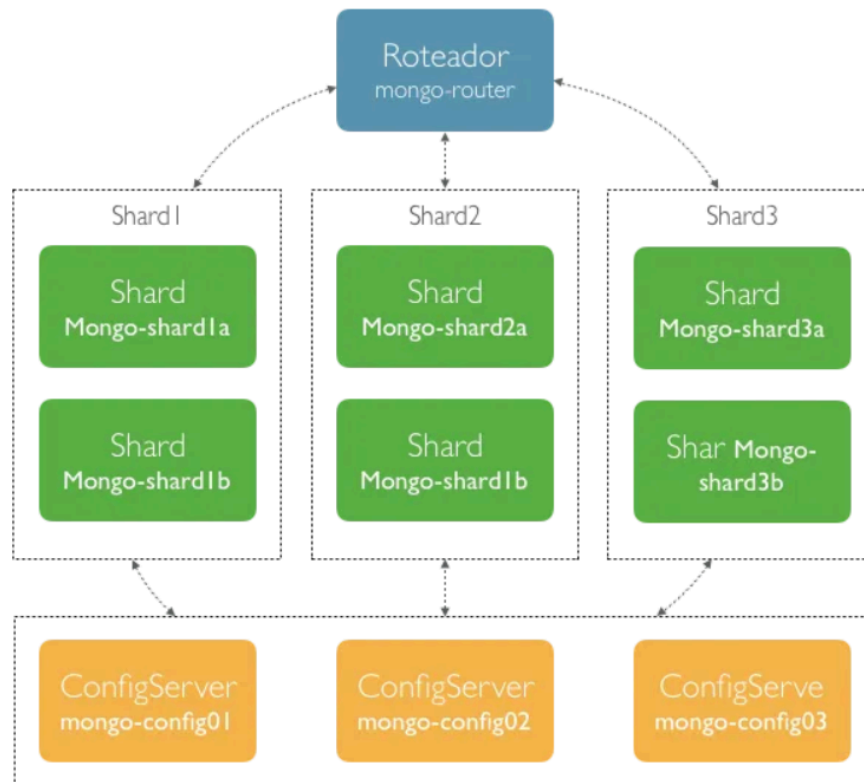 Roteador
mongo-router
Shard1
Shard2
Shard3
Shard
Mongo-shard1a
Shard
Mongo-shard2a
Shard
Mongo-shard3a
Shard
Mongo-shard1b
Shard
Mongo-shard1b
Shar Mongo-
shard3b
ConfigServer
mongo-config01
ConfigServer
mongo-config02
ConfigServe
mongo-config03